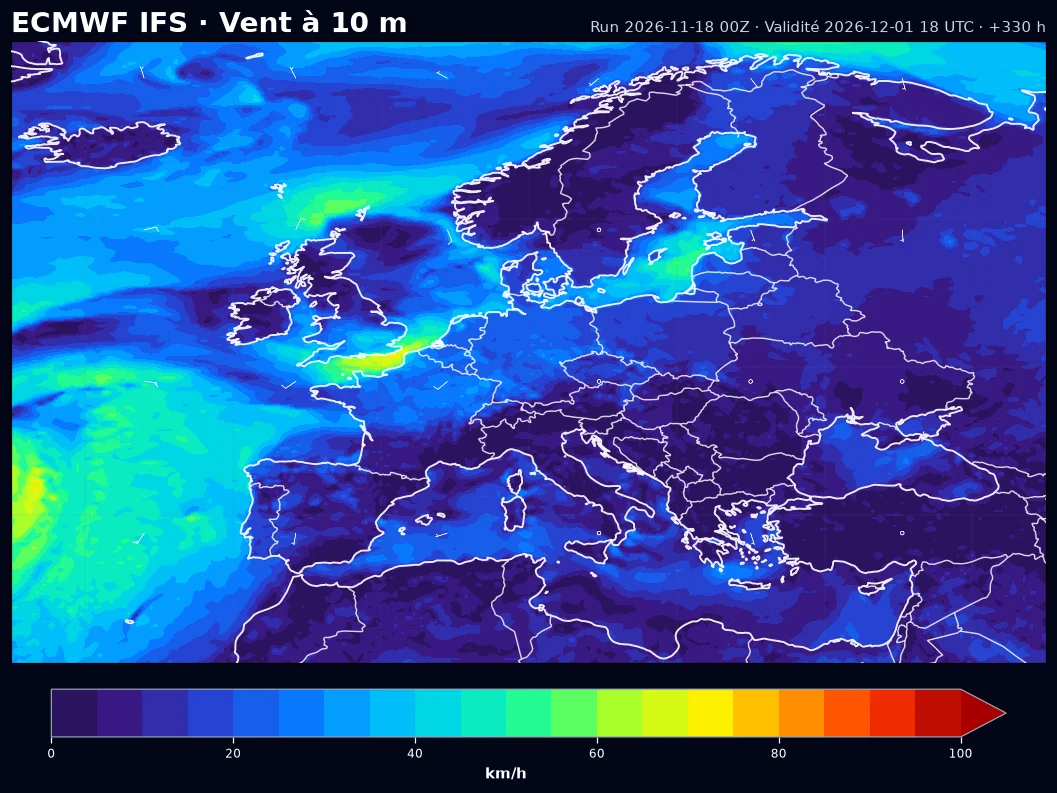 ECMWF IFS · Vent à 10 m
Run 2026-11-18 00Z · Validité 2026-12-01 18 UTC · +330 h
0 20 40 60 80 100
km/h